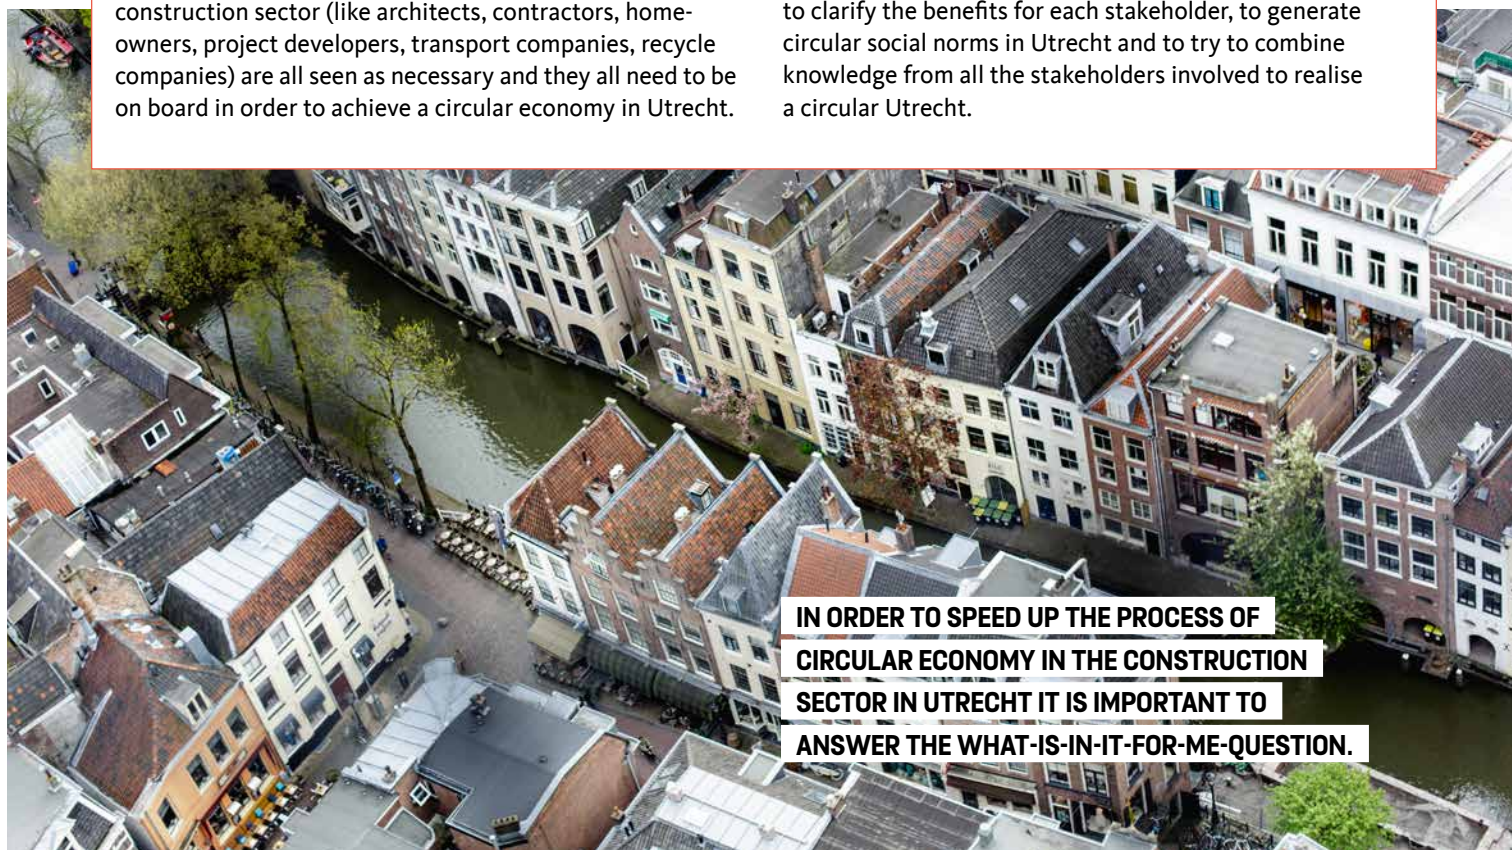 construction sector (like architects, contractors, home-
owners, project developers, transport companies, recycle
companies) are all seen as necessary and they all need to be
on board in order to achieve a circular economy in Utrecht.
to clarify the benefits for each stakeholder, to generate
circular social norms in Utrecht and to try to combine
knowledge from all the stakeholders involved to realise
a circular Utrecht.
IN ORDER TO SPEED UP THE PROCESS OF
CIRCULAR ECONOMY IN THE CONSTRUCTION
SECTOR IN UTRECHT IT IS IMPORTANT TO
ANSWER THE WHAT-IS-IN-IT-FOR-ME-QUESTION.